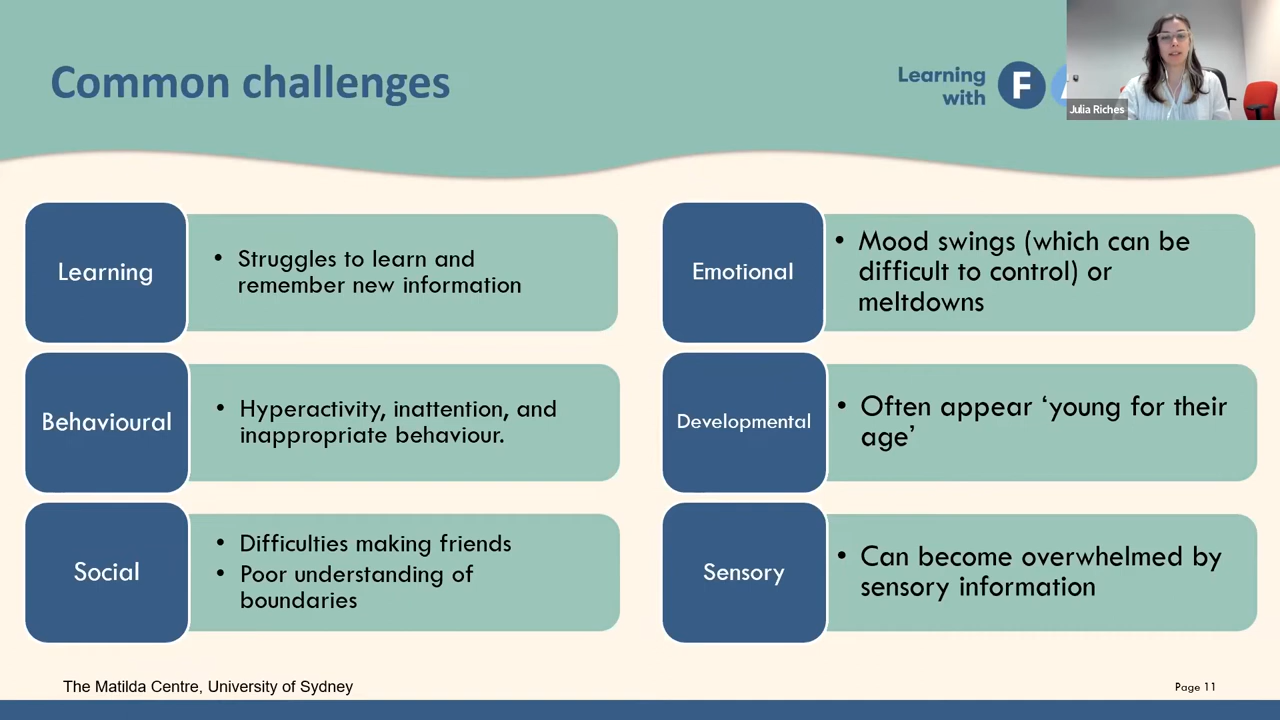 Common challenges
Learning
with
F
Julia Riches
Learning
• Struggles to learn and
remember new information
Behavioural
• Hyperactivity, inattention, and
inappropriate behaviour.
Social
• Difficulties making friends
• Poor understanding of
boundaries
Emotional
• Mood swings (which can be
difficult to control) or
meltdowns
Developmental
• Often appear ‘young for their
age’
Sensory
• Can become overwhelmed by
sensory information
The Matilda Centre, University of Sydney
Page 11